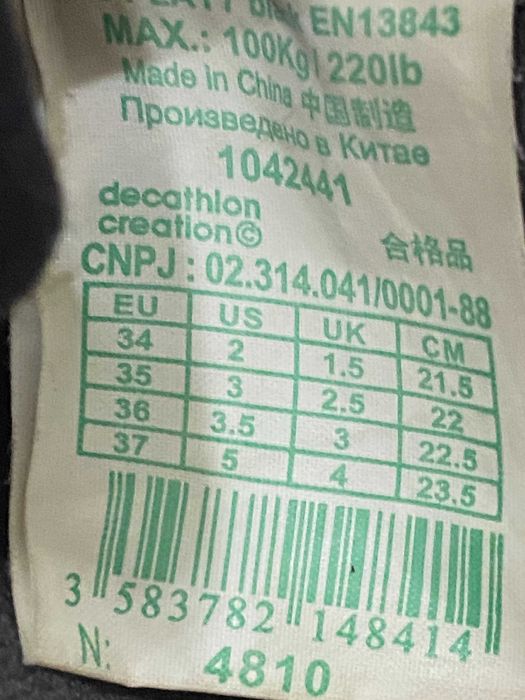 EN13843
MAX.: 100Kg | 220lb
Made in China 中国制造
Произведено в Китае
1042441
decathlon
creation©
合格品
CNPJ : 02.314.041/0001-88
EU US UK CM
34 2 1.5 21.5
35 3 2.5 22
36 3.5 3 22.5
37 5 4 23.5
3 583782 148414
N: 4810